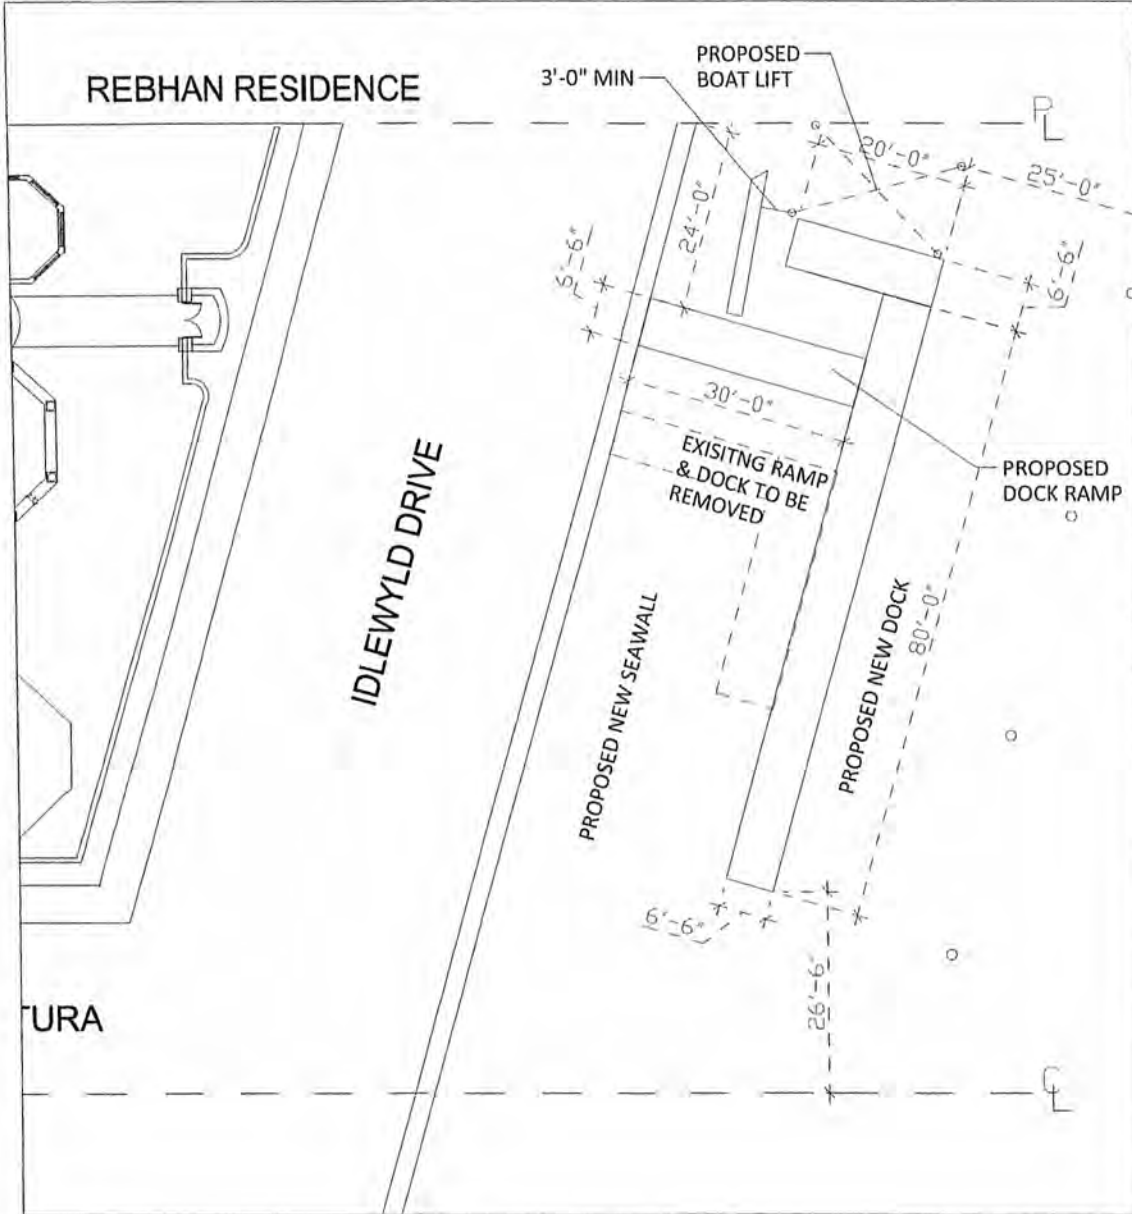 REBHAN RESIDENCE
3'-0" MIN
PROPOSED
BOAT LIFT
PL
20'-0"
25'-0"
24'-0"
6'-6"
6'-6"
30'-0"
EXISITNG RAMP
& DOCK TO BE
REMOVED
PROPOSED
DOCK RAMP
IDLEWYLD DRIVE
PROPOSED NEW SEAWALL
PROPOSED NEW DOCK
80'-0"
6'-6"
26'-6"
TURA
CL